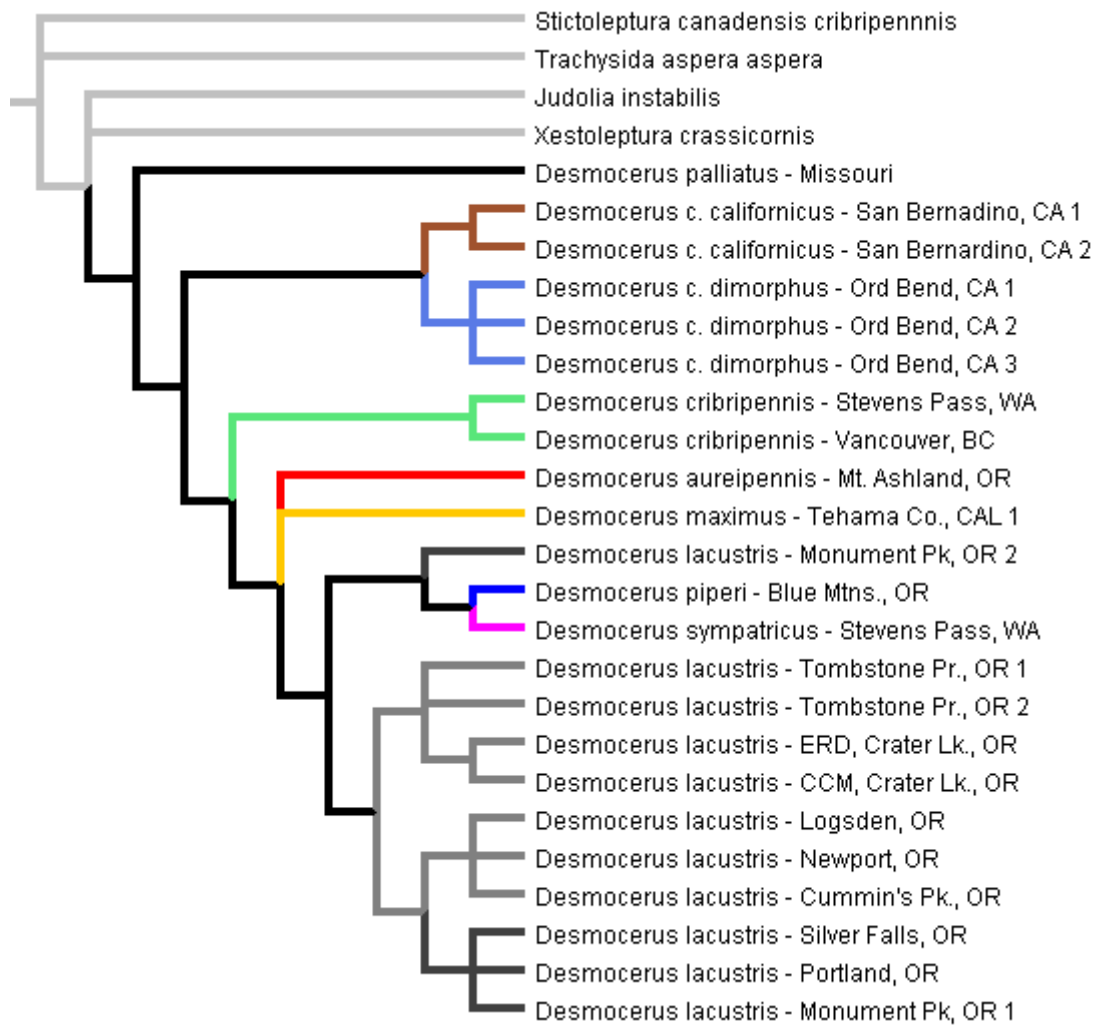 Stictoleptura canadensis cribripennnis
Trachysida aspera aspera
Judolia instabilis
Xestoleptura crassicornis
Desmocerus palliatus - Missouri
Desmocerus c. californicus - San Bernadino, CA 1
Desmocerus c. californicus - San Bernardino, CA 2
Desmocerus c. dimorphus - Ord Bend, CA 1
Desmocerus c. dimorphus - Ord Bend, CA 2
Desmocerus c. dimorphus - Ord Bend, CA 3
Desmocerus cribripennis - Stevens Pass, WA
Desmocerus cribripennis - Vancouver, BC
Desmocerus aureipennis - Mt. Ashland, OR
Desmocerus maximus - Tehama Co., CAL 1
Desmocerus lacustris - Monument Pk, OR 2
Desmocerus piperi - Blue Mtns., OR
Desmocerus sympatricus - Stevens Pass, WA
Desmocerus lacustris - Tombstone Pr., OR 1
Desmocerus lacustris - Tombstone Pr., OR 2
Desmocerus lacustris - ERD, Crater Lk., OR
Desmocerus lacustris - CCM, Crater Lk., OR
Desmocerus lacustris - Logsden, OR
Desmocerus lacustris - Newport, OR
Desmocerus lacustris - Cummin's Pk., OR
Desmocerus lacustris - Silver Falls, OR
Desmocerus lacustris - Portland, OR
Desmocerus lacustris - Monument Pk, OR 1